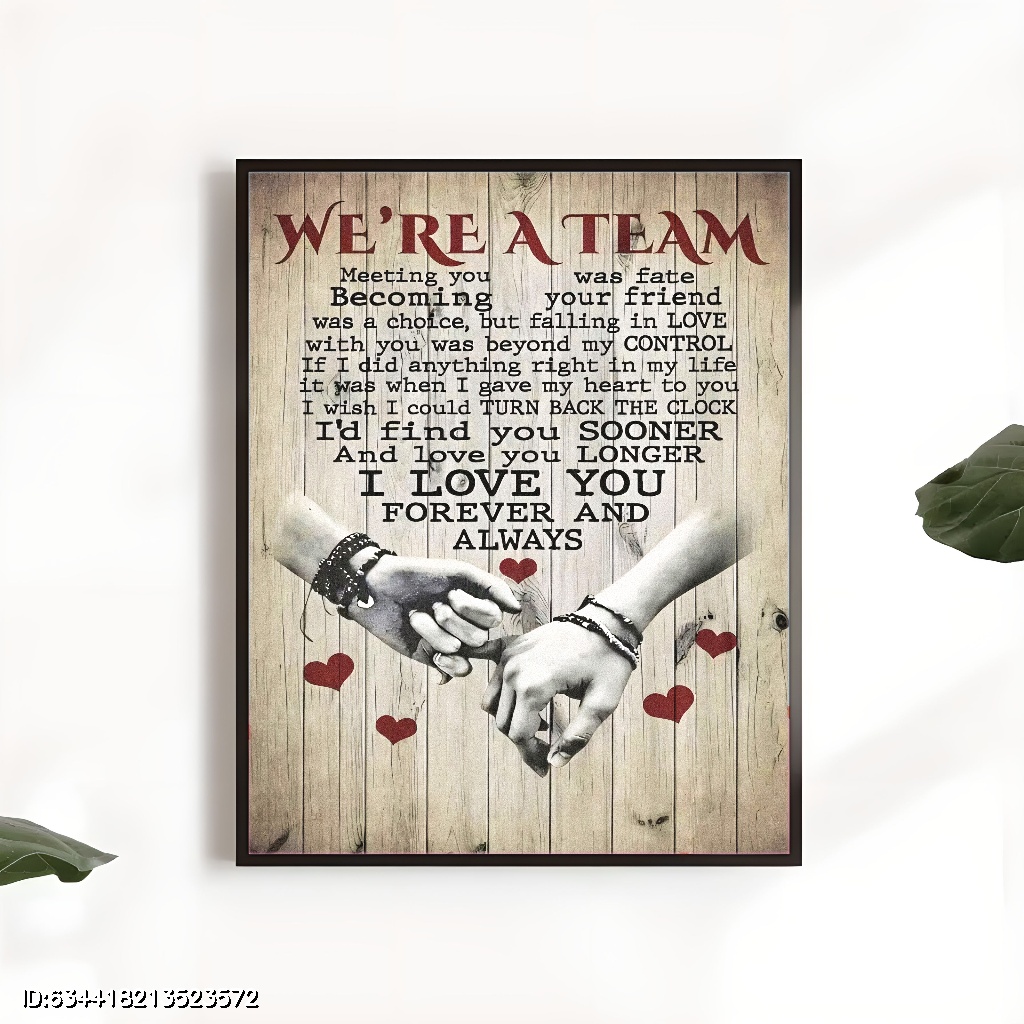 WE'RE A TEAM
Meeting you was fate
Becoming your friend
was a choice, but falling in LOVE
with you was beyond my CONTROL
If I did anything right in my life
it was when I gave my heart to you
I wish I could TURN BACK THE CLOCK
I'd find you SOONER
And love you LONGER
I LOVE YOU
FOREVER AND
ALWAYS
ID:634418213523572